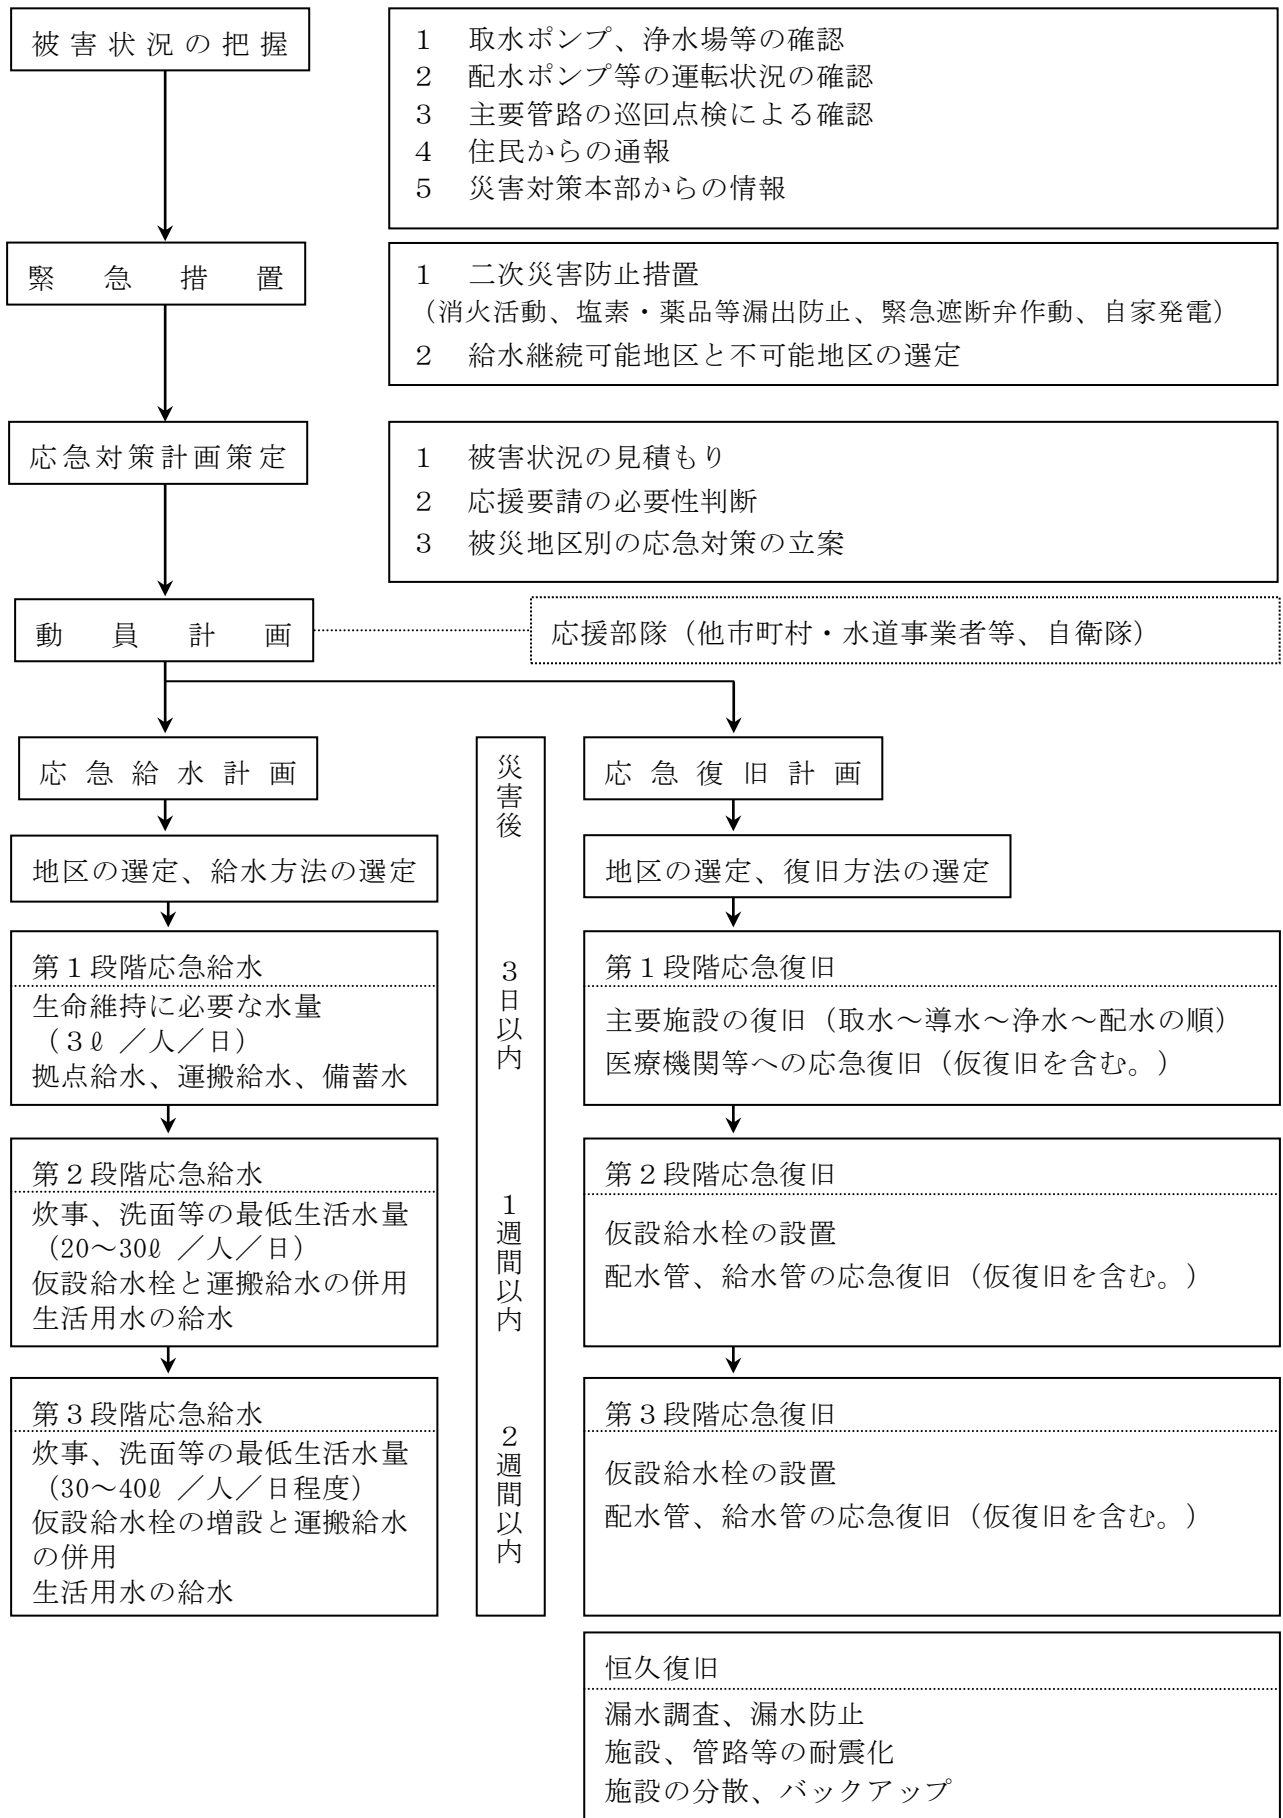 被害状況の把握
1 取水ポンプ、浄水場等の確認
2 配水ポンプ等の運転状況の確認
3 主要管路の巡回点検による確認
4 住民からの通報
5 災害対策本部からの情報
緊急措置
1 二次災害防止措置
(消火活動、塩素・薬品等漏出防止、緊急遮断弁作動、自家発電)
2 給水継続可能地区と不可能地区の選定
応急対策計画策定
1 被害状況の見積もり
2 応援要請の必要性判断
3 被災地区別の応急対策の立案
動員計画
応援部隊(他市町村・水道事業者等、自衛隊)
応急給水計画
地区の選定、給水方法の選定
第1段階応急給水
生命維持に必要な水量
(3ℓ /人/日)
拠点給水、運搬給水、備蓄水
第2段階応急給水
炊事、洗面等の最低生活水量
(20~30ℓ /人/日)
仮設給水栓と運搬給水の併用
生活用水の給水
第3段階応急給水
炊事、洗面等の最低生活水量
(30~40ℓ /人/日程度)
仮設給水栓の増設と運搬給水
の併用
生活用水の給水
災害後
3日以内
1週間以内
2週間以内
応急復旧計画
地区の選定、復旧方法の選定
第1段階応急復旧
主要施設の復旧(取水~導水~浄水~配水の順)
医療機関等への応急復旧(仮復旧を含む。)
第2段階応急復旧
仮設給水栓の設置
配水管、給水管の応急復旧(仮復旧を含む。)
第3段階応急復旧
仮設給水栓の設置
配水管、給水管の応急復旧(仮復旧を含む。)
恒久復旧
漏水調査、漏水防止
施設、管路等の耐震化
施設の分散、バックアップ